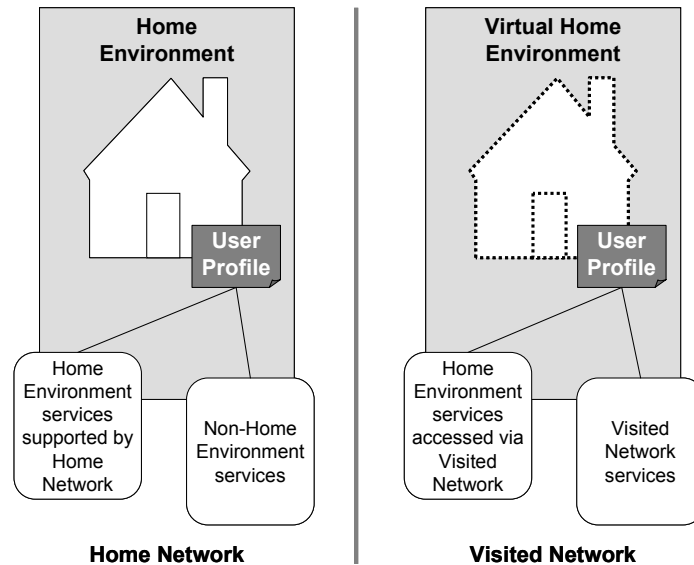 Home
Environment
User
Profile
Home
Environment
services
supported by
Home
Network
Non-Home
Environment
services
Home Network
Virtual Home
Environment
User
Profile
Home
Environment
services
accessed via
Visited
Network
Visited
Network
services
Visited Network